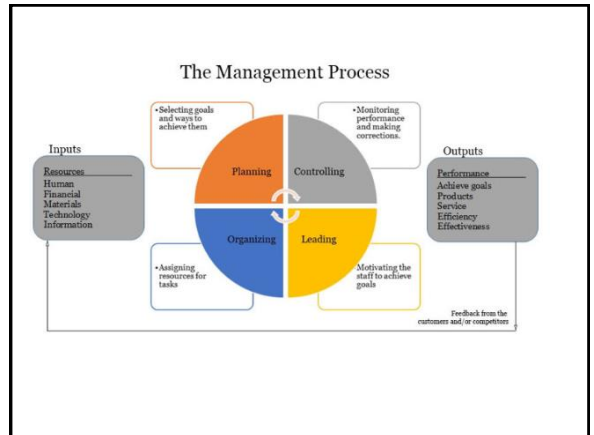 The Management Process
•Selecting goals
and ways to
achieve them
•Monitoring
performance
and making
corrections.
Inputs
Resources
Human
Financial
Materials
Technology
Information
Planning
Controlling
Organizing
Leading
Outputs
Performance
Achieve goals
Products
Service
Efficiency
Effectiveness
•Assigning
resources for
tasks
Motivating the
staff to achieve
goals
Feedback from the
customers and/or competitors